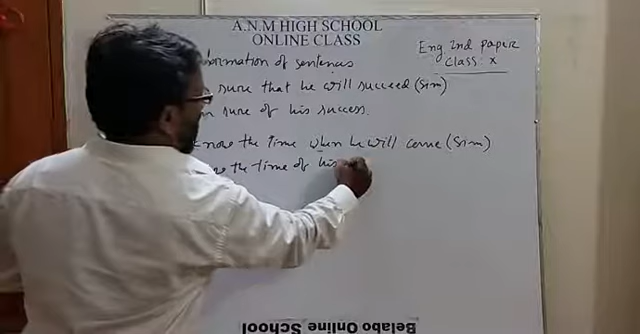 A.N.M HIGH SCHOOL
ONLINE CLASS
Eng 2nd paper
Class: x
formation of sentences
sure that he will succeed (Sim)
sure of his success.
know the time when he will come (Sim)
the time of his
Belabo Online School